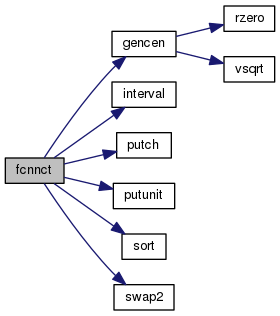 rzero
gencen
vsqrt
interval
putch
fcnnct
putunit
sort
swap2